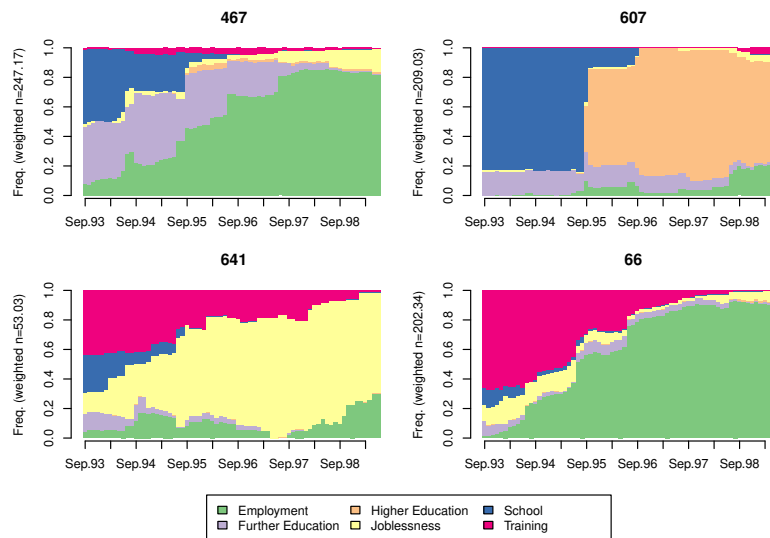 467
607
Freq. (weighted n=247.17)
0.0 0.2 0.4 0.6 0.8 1.0
Sep.93 Sep.94 Sep.95 Sep.96 Sep.97 Sep.98
Freq. (weighted n=209.03)
0.0 0.2 0.4 0.6 0.8 1.0
Sep.93 Sep.94 Sep.95 Sep.96 Sep.97 Sep.98
641
66
Freq. (weighted n=53.03)
0.0 0.2 0.4 0.6 0.8 1.0
Sep.93 Sep.94 Sep.95 Sep.96 Sep.97 Sep.98
Freq. (weighted n=202.34)
0.0 0.2 0.4 0.6 0.8 1.0
Sep.93 Sep.94 Sep.95 Sep.96 Sep.97 Sep.98
Employment Higher Education School
Further Education Joblessness Training